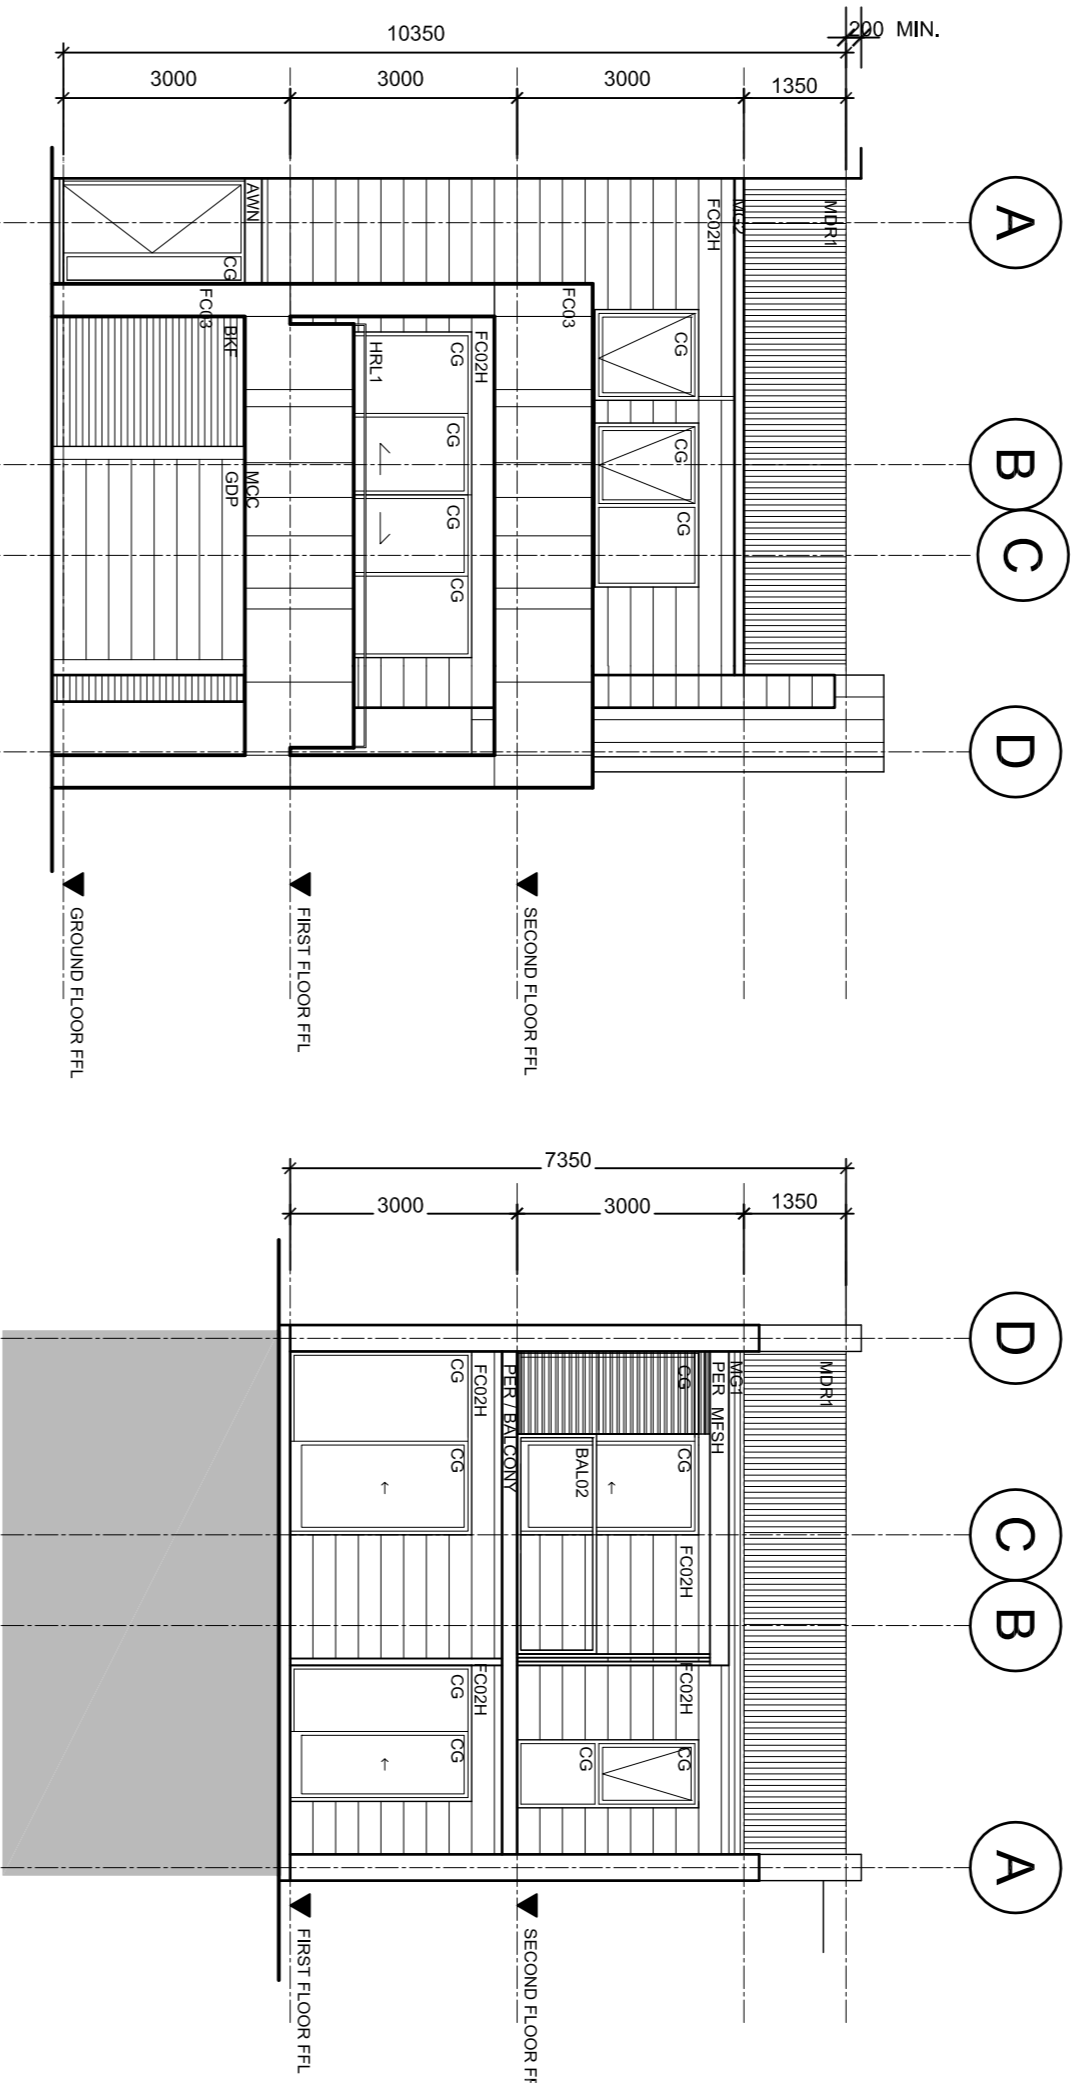 200 MIN.
10350
3000
3000
3000
1350
A
B
C
D
MDR1
MG2
FC02H
AWN
CG
FC03
FC03
BKF
CG
CG
CG
FC02H
CG
HRL1
CG
CG
CG
MCC
GDP
GROUND FLOOR FFL
FIRST FLOOR FFL
SECOND FLOOR FFL
7350
3000
3000
1350
D
C
B
A
MDR1
MG1
PER MFSH
CG
PER / BALCONY
FC02H
CG
CG
BAL02
CG
FC02H
FC02H
FC02H
CG
CG
CG
CG
FIRST FLOOR FFL
SECOND FLOOR